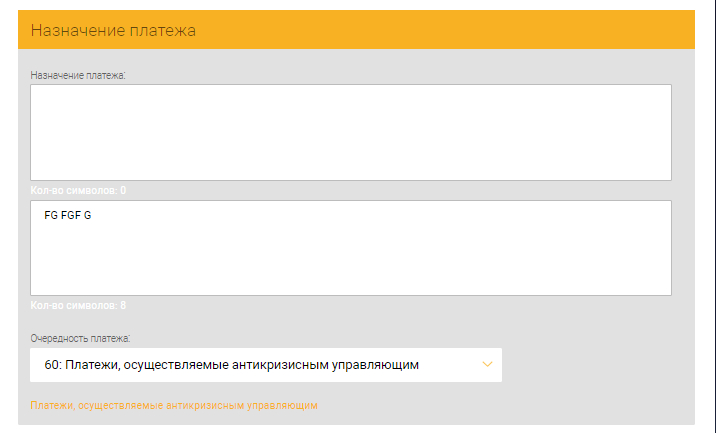 Назначение платежа
Назначение платежа:
Кол-во символов: 0
FG FGF G
Кол-во символов: 8
Очередность платежа:
60: Платежи, осуществляемые антикризисным управляющим
Платежи, осуществляемые антикризисным управляющим